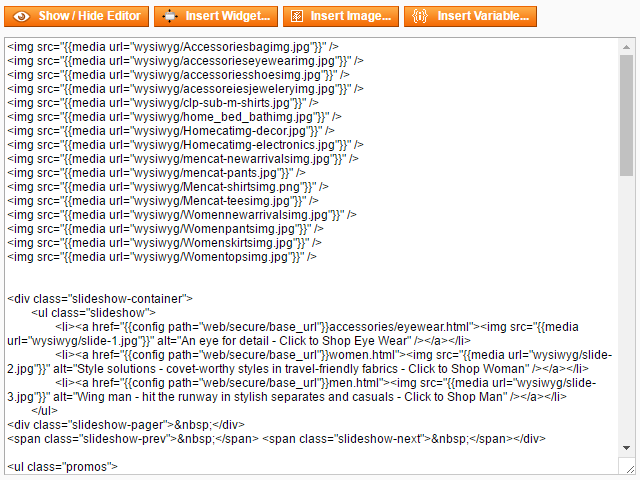 Show / Hide Editor Insert Widget... Insert Image... Insert Variable...
<img src="{{media url="wysiwyg/Accessoriesbagimg.jpg"}}" />
<img src="{{media url="wysiwyg/accessorieseyewearimg.jpg"}}" />
<img src="{{media url="wysiwyg/accessoriesshoesimg.jpg"}}" />
<img src="{{media url="wysiwyg/acessoreiesjeweleryimg.jpg"}}" />
<img src="{{media url="wysiwyg/clp-sub-m-shirts.jpg"}}" />
<img src="{{media url="wysiwyg/home_bed_bathimg.jpg"}}" />
<img src="{{media url="wysiwyg/Homecatimg-decor.jpg"}}" />
<img src="{{media url="wysiwyg/Homecatimg-electronics.jpg"}}" />
<img src="{{media url="wysiwyg/mencat-newarrivalsimg.jpg"}}" />
<img src="{{media url="wysiwyg/mencat-pants.jpg"}}" />
<img src="{{media url="wysiwyg/Mencat-shirtsimg.png"}}" />
<img src="{{media url="wysiwyg/Mencat-teesimg.jpg"}}" />
<img src="{{media url="wysiwyg/Womennewarrivalsimg.jpg"}}" />
<img src="{{media url="wysiwyg/Womenpantsimg.jpg"}}" />
<img src="{{media url="wysiwyg/Womenskirtsimg.jpg"}}" />
<img src="{{media url="wysiwyg/Womentopsimg.jpg"}}" />
<div class="slideshow-container">
<ul class="slideshow">
<li><a href="{{config path="web/secure/base_url"}}accessories/eyewear.html"><img src="{{media
url="wysiwyg/slide-1.jpg"}}" alt="An eye for detail - Click to Shop Eye Wear" /></a></li>
<li><a href="{{config path="web/secure/base_url"}}women.html"><img src="{{media url="wysiwyg/slide-
2.jpg"}}" alt="Style solutions - covet-worthy styles in travel-friendly fabrics - Click to Shop Woman" /></a></li>
<li><a href="{{config path="web/secure/base_url"}}men.html"><img src="{{media url="wysiwyg/slide-
3.jpg"}}" alt="Wing man - hit the runway in stylish separates and casuals - Click to Shop Man" /></a></li>
</ul>
<div class="slideshow-pager">&nbsp;</div>
<span class="slideshow-prev">&nbsp;</span> <span class="slideshow-next">&nbsp;</span></div>
<ul class="promos">